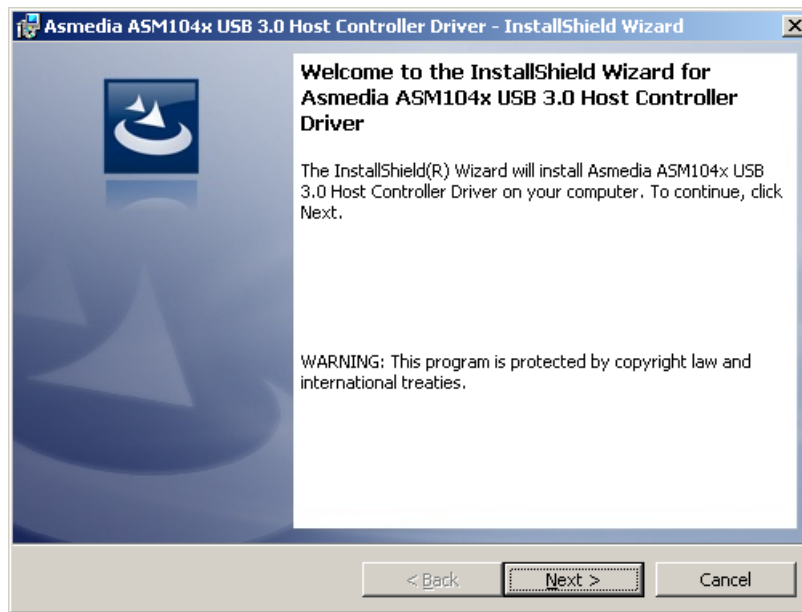 Asmedia ASM104x USB 3.0 Host Controller Driver - InstallShield Wizard
Welcome to the InstallShield Wizard for
Asmedia ASM104x USB 3.0 Host Controller
Driver
The InstallShield(R) Wizard will install Asmedia ASM104x USB
3.0 Host Controller Driver on your computer. To continue, click
Next.
WARNING: This program is protected by copyright law and
international treaties.
< Back
Next >
Cancel